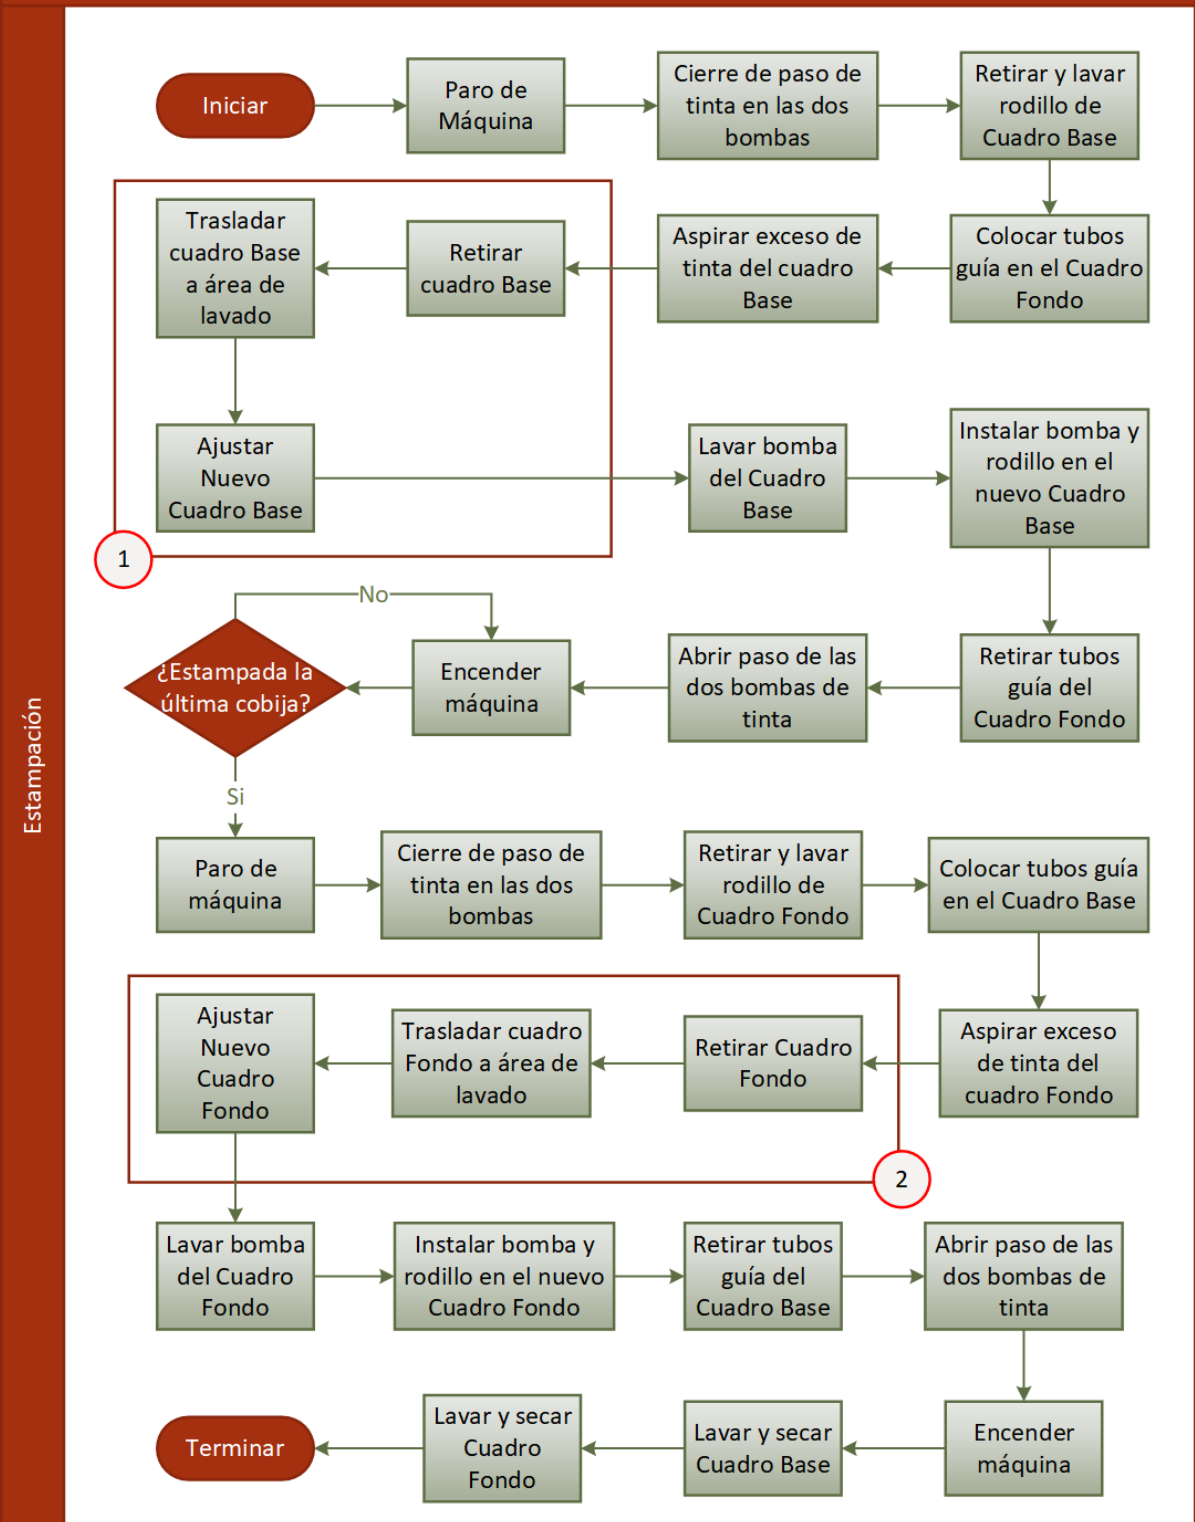 Estampación
Iniciar
Paro de
Máquina
Cierre de paso de
tinta en las dos
bombas
Retirar y lavar
rodillo de
Cuadro Base
Colocar tubos
guía en el Cuadro
Fondo
Aspirar exceso de
tinta del cuadro
Base
Retirar
cuadro Base
Trasladar
cuadro Base
a área de
lavado
Ajustar
Nuevo
Cuadro Base
1
Lavar bomba
del Cuadro
Base
Instalar bomba y
rodillo en el
nuevo Cuadro
Base
Retirar tubos
guía del
Cuadro Fondo
Abrir paso de las
dos bombas de
tinta
Encender
máquina
¿Estampada la
última cobija?
No
Si
Paro de
máquina
Cierre de paso de
tinta en las dos
bombas
Retirar y lavar
rodillo de
Cuadro Fondo
Colocar tubos guía
en el Cuadro Base
Aspirar exceso
de tinta del
cuadro Fondo
Retirar Cuadro
Fondo
Trasladar cuadro
Fondo a área de
lavado
Ajustar
Nuevo
Cuadro
Fondo
2
Lavar bomba
del Cuadro
Fondo
Instalar bomba y
rodillo en el nuevo
Cuadro Fondo
Retirar tubos
guía del
Cuadro Base
Abrir paso de las
dos bombas de
tinta
Encender
máquina
Lavar y secar
Cuadro Base
Lavar y secar
Cuadro
Fondo
Terminar